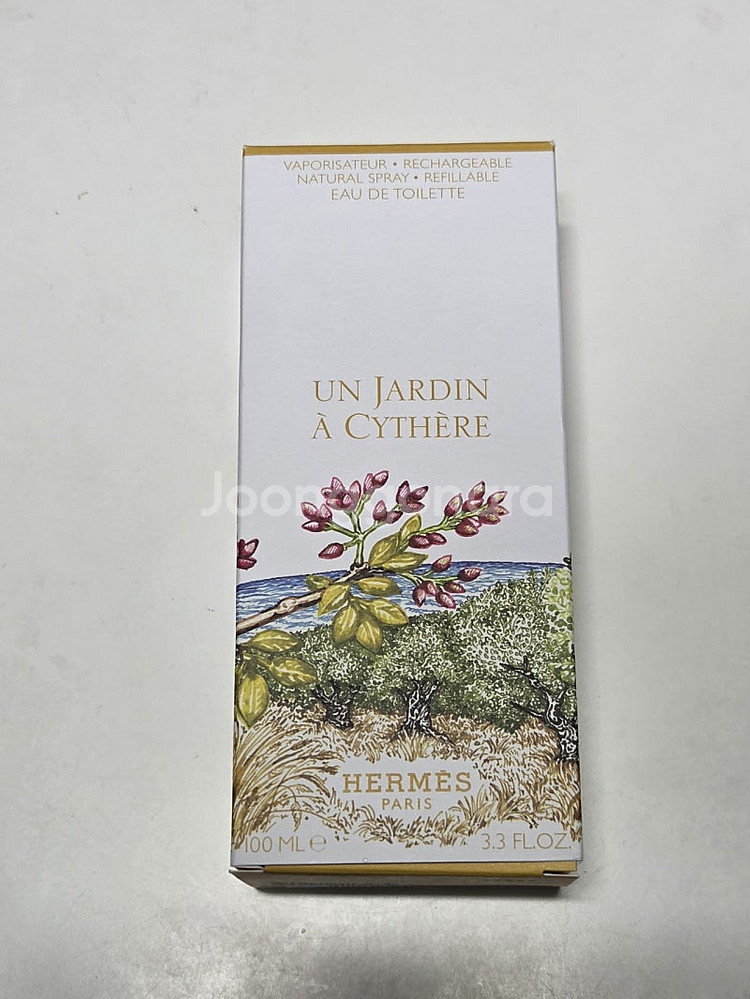 VAPORISATEUR • RECHARGEABLE
NATURAL SPRAY • REFILLABLE
EAU DE TOILETTE
UN JARDIN
À CYTHÈRE
Joonggonara
HERMÈS
PARIS
100 ML ℮
3.3 FL.OZ.